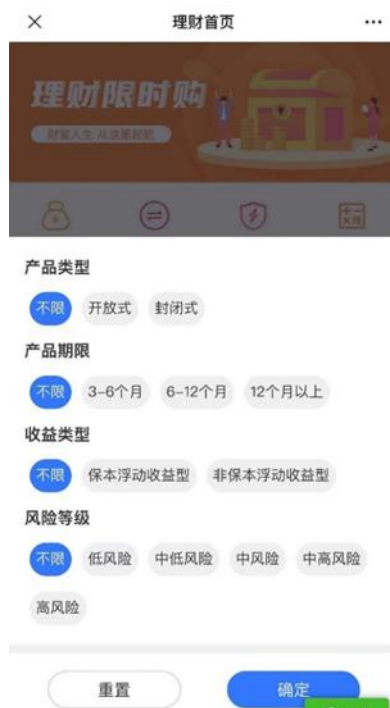 理财首页
理财限时购
财富人生 从这里起航
产品类型
不限 开放式 封闭式
产品期限
不限 3-6个月 6-12个月 12个月以上
收益类型
不限 保本浮动收益型 非保本浮动收益型
风险等级
不限 低风险 中低风险 中风险 中高风险
高风险
重置 确定